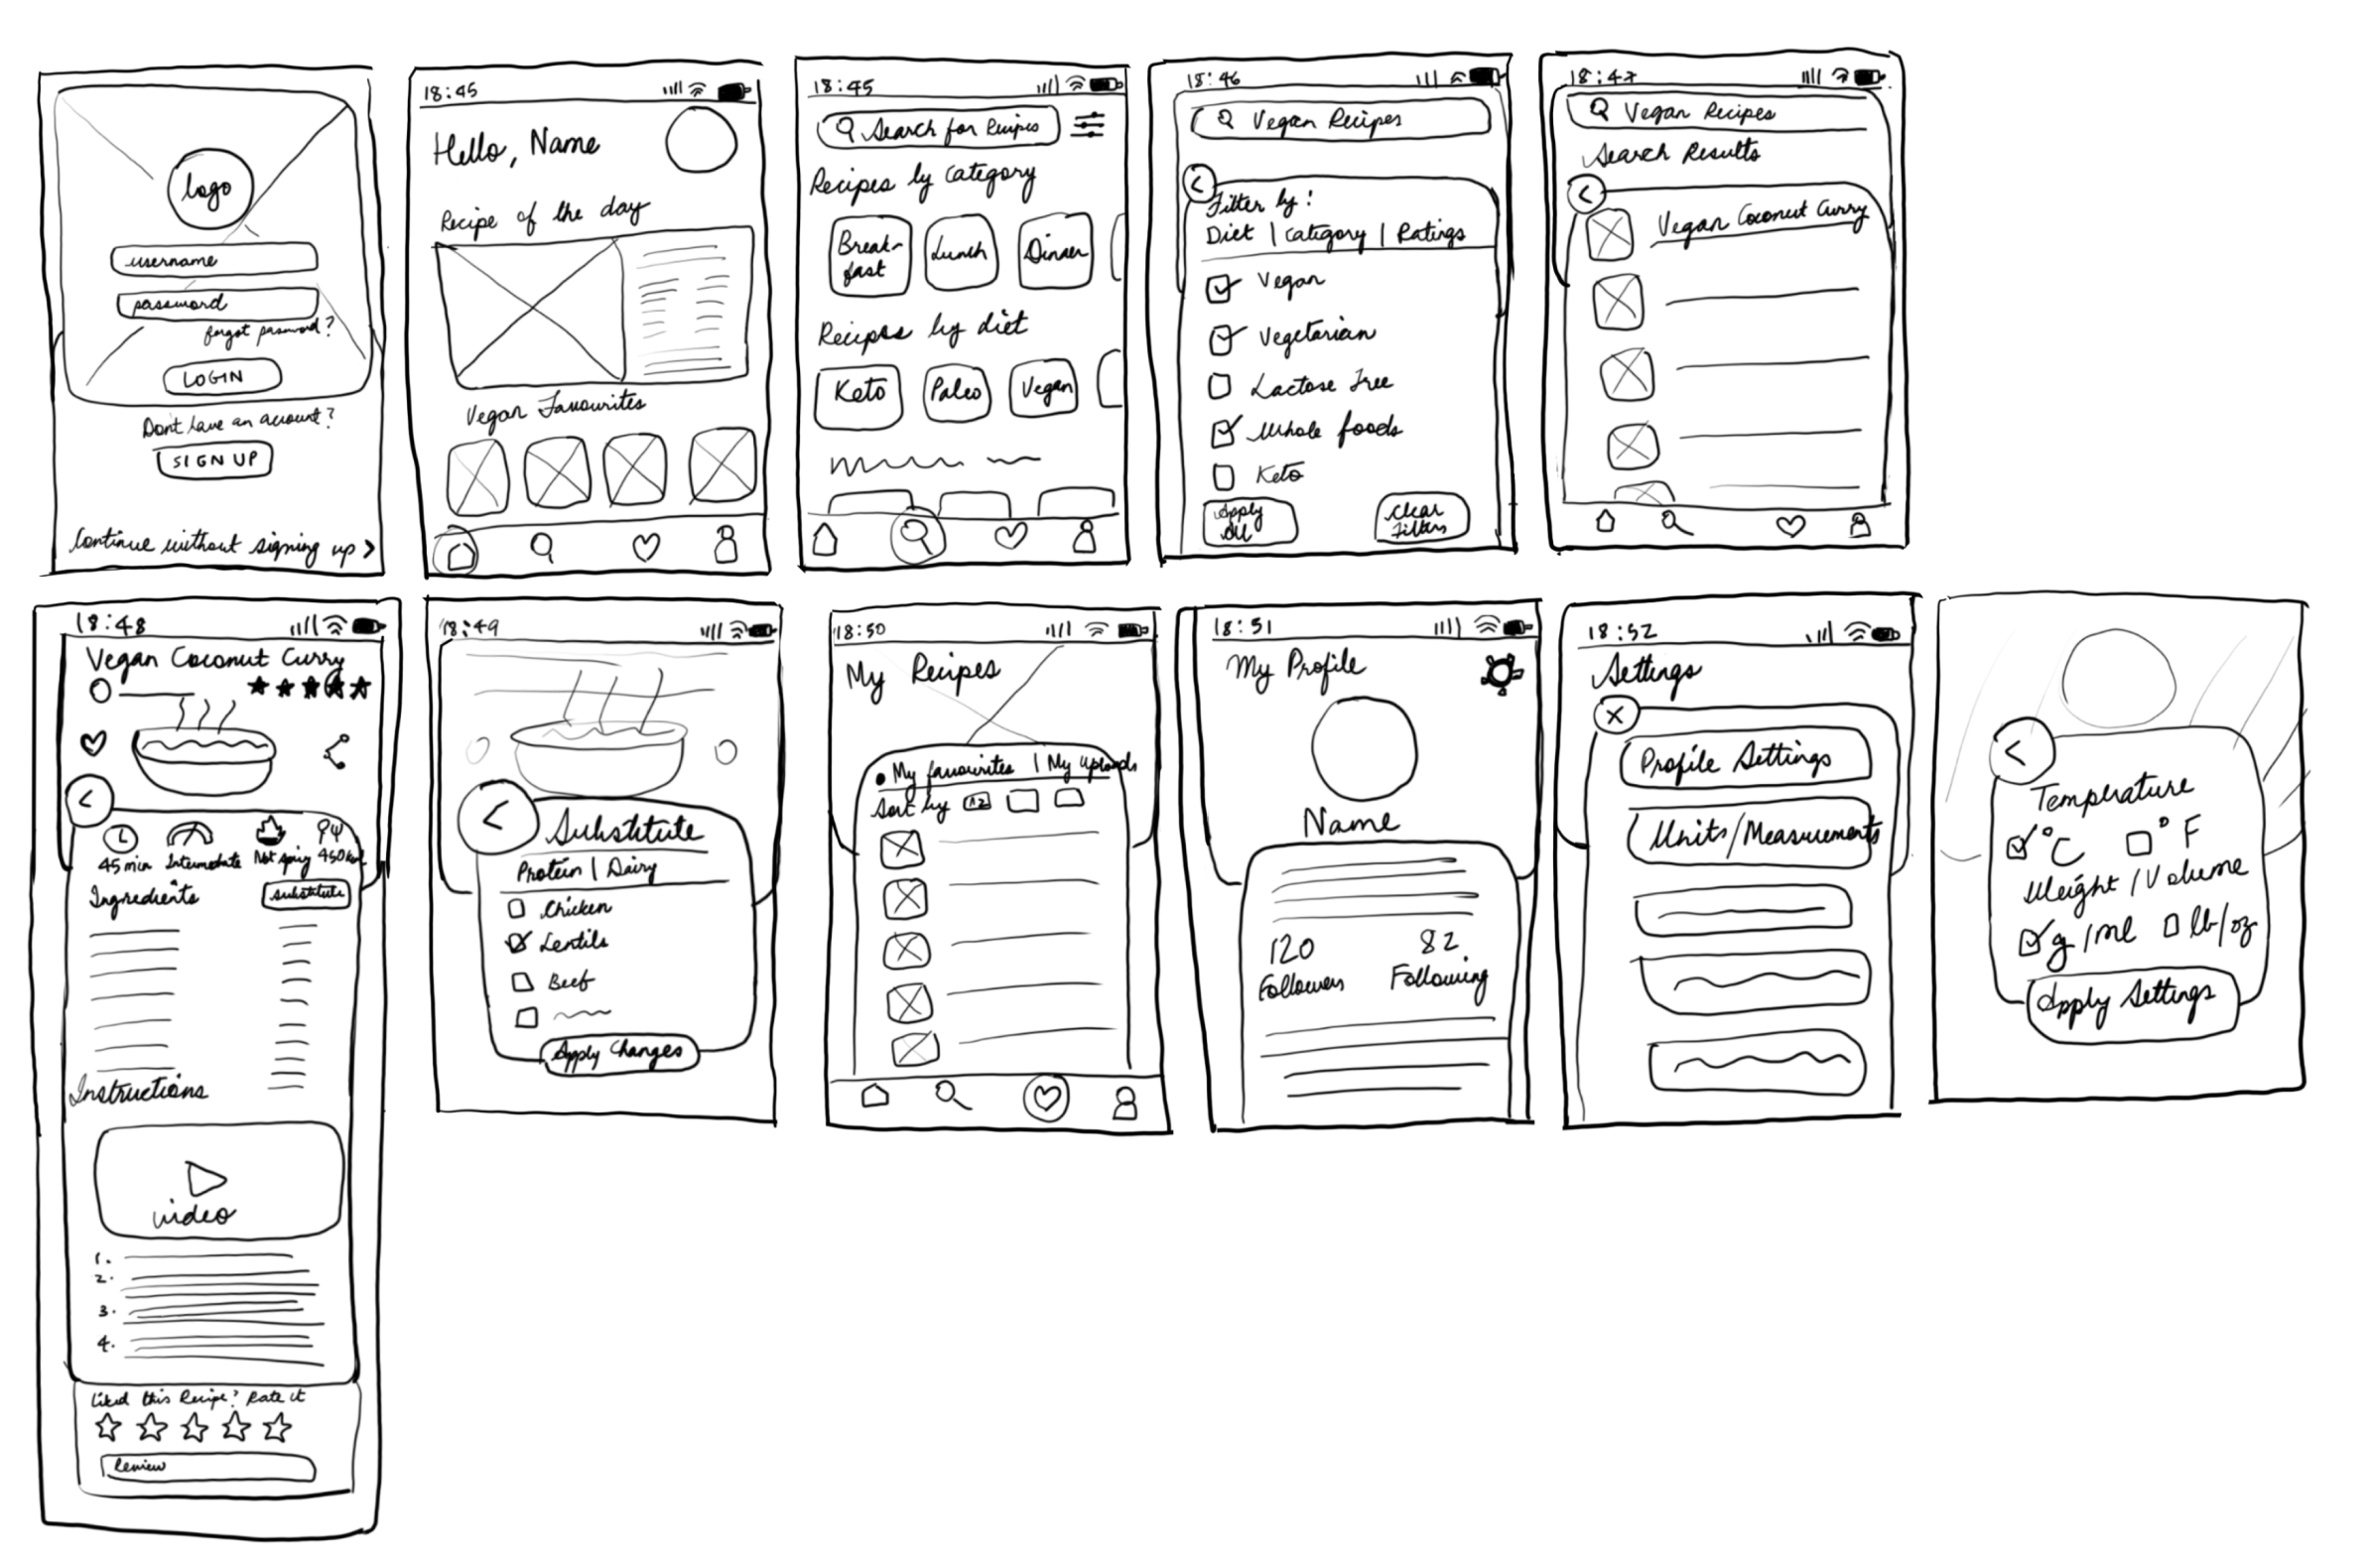 logo
username
password
forgot password?
LOGIN
Dont have an account?
SIGN UP
Continue without signing up >
18:45
Hello, Name
Recipe of the day
Vegan Favourites
18:45
Search for Recipes
Recipes by Category
Break-
fast
Lunch
Dinner
Recipes by diet
Keto
Paleo
Vegan
18:46
Vegan Recipes
Filter by:
Diet | Category | Ratings
Vegan
Vegetarian
Lactose Free
Whole foods
Keto
Apply
All
Clear
Filters
18:47
Vegan Recipes
Search Results
<
Vegan Coconut Curry
18:48
Vegan Coconut Curry
<
45 min Intermediate Not Spicy 450kcal
Ingredients
Substitute
Instructions
video
1.
2.
3.
4.
Liked this Recipe? Rate it
Review
18:49
<
Substitute
Protein | Dairy
Chicken
Lentils
Beef
Apply Changes
18:50
My Recipes
My favourites | My uploads
Sort by AZ
18:51
My Profile
Name
120
Followers
82
Following
18:52
Settings
X
Profile Settings
Units/Measurements
<
Temperature
°C °F
Weight/Volume
g/ml lb/oz
Apply Settings